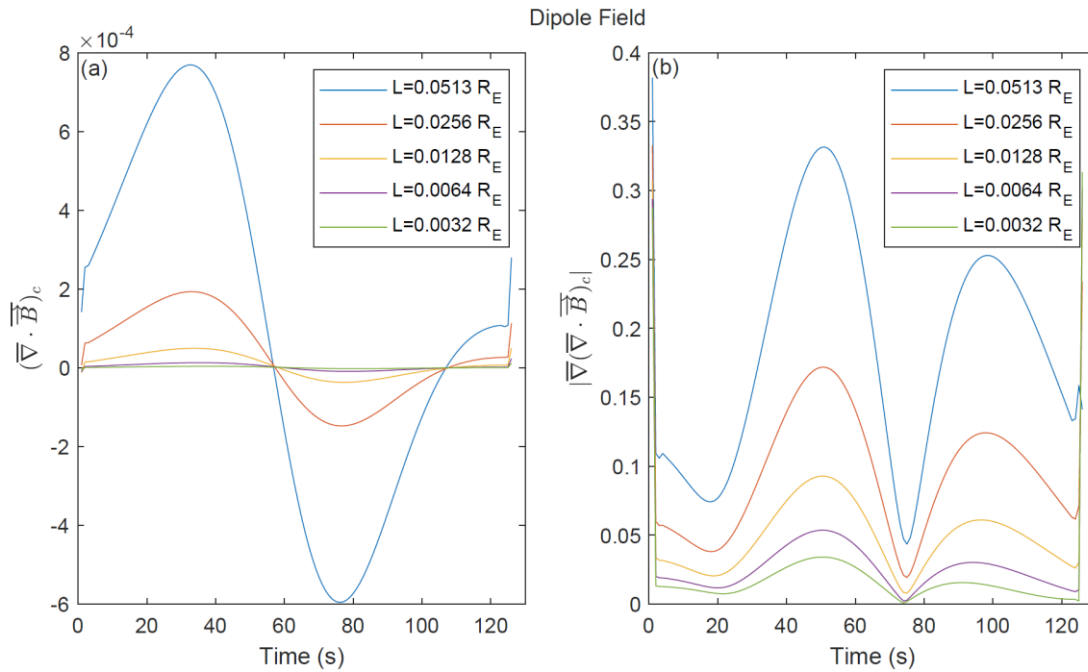 Dipole Field
×10⁻⁴
(a)
8
6
4
2
0
-2
-4
-6
(∇̅ · B⃗̅)c
L=0.0513 R_E
L=0.0256 R_E
L=0.0128 R_E
L=0.0064 R_E
L=0.0032 R_E
0 20 40 60 80 100 120
Time (s)
(b)
0.4
0.35
0.3
0.25
0.2
0.15
0.1
0.05
0
|∇̅(∇̅ · B⃗̅)c|
L=0.0513 R_E
L=0.0256 R_E
L=0.0128 R_E
L=0.0064 R_E
L=0.0032 R_E
0 20 40 60 80 100 120
Time (s)